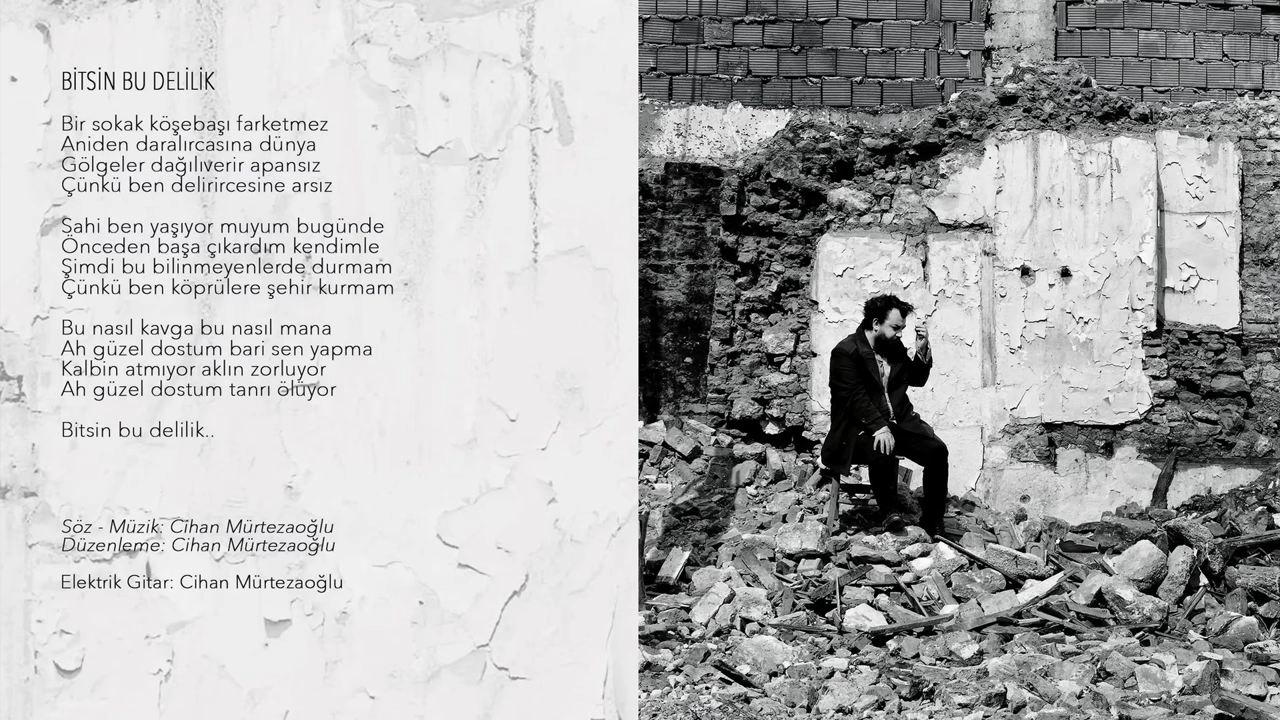 BİTSİN BU DELİLİK
Bir sokak köşebaşı farketmez
Aniden daralırcasına dünya
Gölgeler dağılıverir apansız
Çünkü ben delirircesine arsız
Şahi ben yaşıyor muyum bugünde
Önceden başa çıkardım kendimle
Şimdi bu bilinmeyenlerde durmam
Çünkü ben köprülere şehir kurmam
Bu nasıl kavga bu nasıl mana
Ah güzel dostum bari sen yapma
Kalbin atmıyor aklın zorluyor
Ah güzel dostum tanrı ölüyor
Bitsin bu delilik..
Söz - Müzik: Cihan Mürtezaoğlu
Düzenleme: Cihan Mürtezaoğlu
Elektrik Gitar: Cihan Mürtezaoğlu